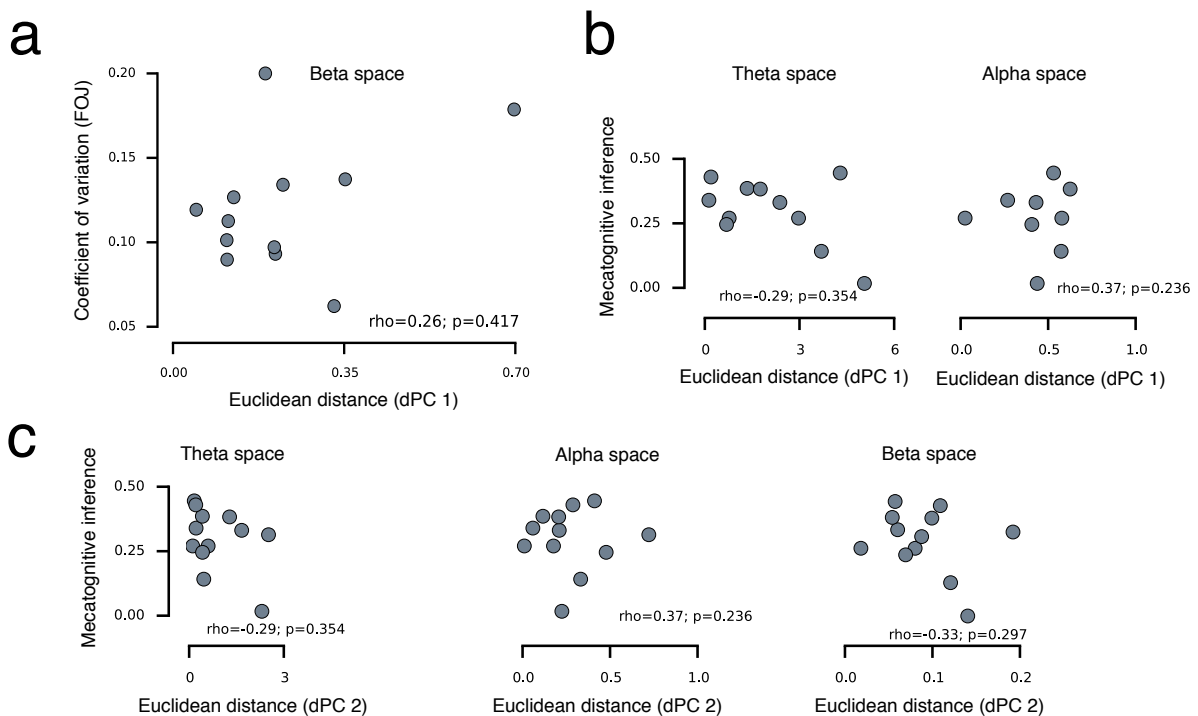 a
Beta space
Coefficient of variation (FOJ)
0.20
0.15
0.10
0.05
rho=0.26; p=0.417
0.00 0.35 0.70
Euclidean distance (dPC 1)
b
Theta space Alpha space
Mecatognitive inference
0.50
0.25
0.00
rho=-0.29; p=0.354
rho=0.37; p=0.236
0 3 6
0.0 0.5 1.0
Euclidean distance (dPC 1) Euclidean distance (dPC 1)
c
Theta space Alpha space Beta space
Mecatognitive inference
0.50
0.25
0.00
rho=-0.29; p=0.354
rho=0.37; p=0.236
rho=-0.33; p=0.297
0 3
0.0 0.5 1.0
0.0 0.1 0.2
Euclidean distance (dPC 2) Euclidean distance (dPC 2) Euclidean distance (dPC 2)